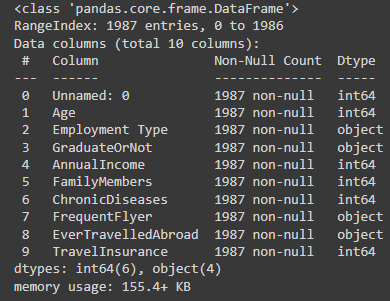 <class 'pandas.core.frame.DataFrame'>
RangeIndex: 1987 entries, 0 to 1986
Data columns (total 10 columns):
 #   Column               Non-Null Count  Dtype
---  ------               --------------  -----
 0   Unnamed: 0           1987 non-null   int64
 1   Age                  1987 non-null   int64
 2   Employment Type      1987 non-null   object
 3   GraduateOrNot        1987 non-null   object
 4   AnnualIncome         1987 non-null   int64
 5   FamilyMembers        1987 non-null   int64
 6   ChronicDiseases      1987 non-null   int64
 7   FrequentFlyer        1987 non-null   object
 8   EverTravelledAbroad  1987 non-null   object
 9   TravelInsurance      1987 non-null   int64
dtypes: int64(6), object(4)
memory usage: 155.4+ KB